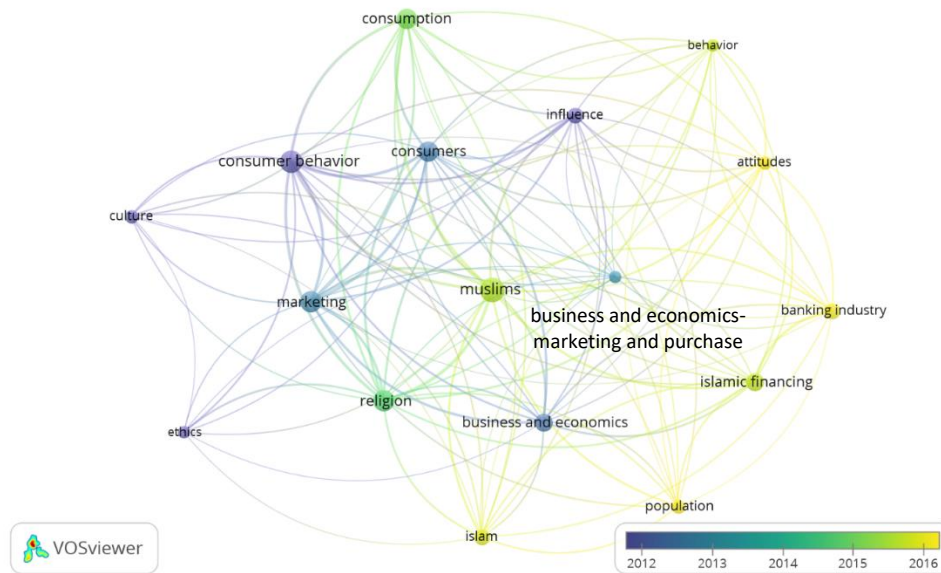 consumption
behavior
influence
consumers
consumer behavior
attitudes
culture
muslims
marketing
banking industry
business and economics-
marketing and purchase
islamic financing
religion
business and economics
ethics
population
islam
VOSviewer
2012 2013 2014 2015 2016